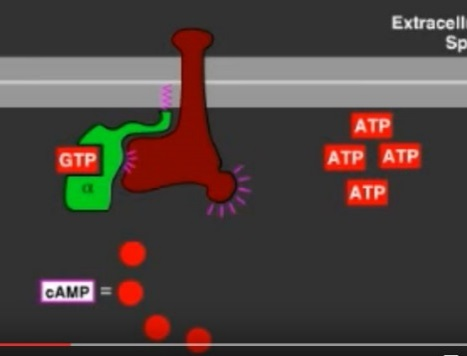 Extracell
Sp
ATP
GTP
ATP ATP
α
ATP
cAMP =